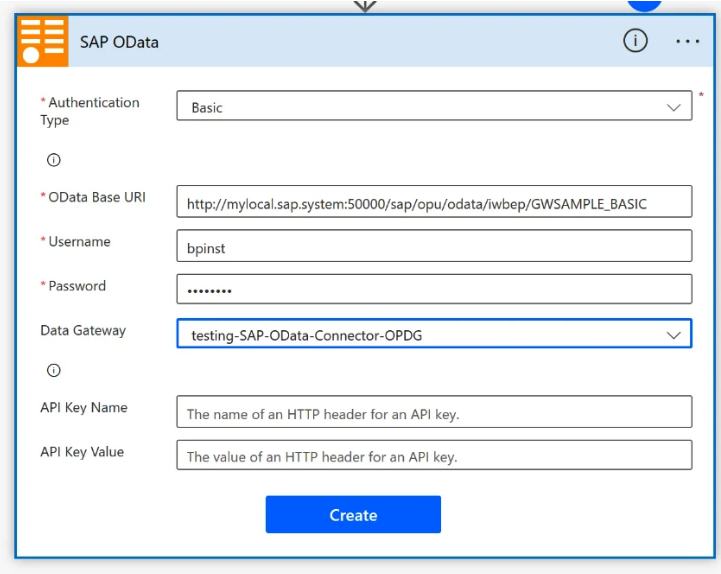 SAP OData
* Authentication
Type
Basic
*
* OData Base URI
http://mylocal.sap.system:50000/sap/opu/odata/iwbep/GWSAMPLE_BASIC
* Username
bpinst
* Password
••••••••
Data Gateway
testing-SAP-OData-Connector-OPDG
API Key Name
The name of an HTTP header for an API key.
API Key Value
The value of an HTTP header for an API key.
Create